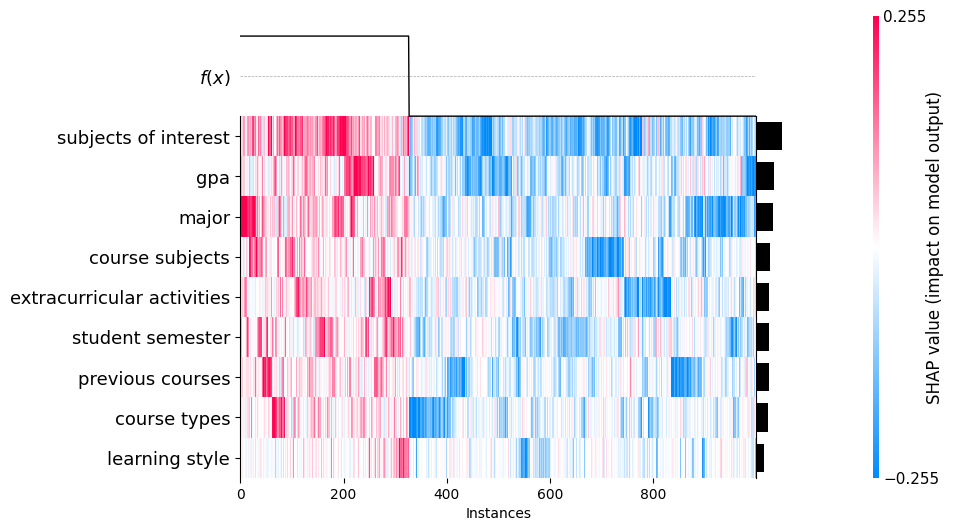 f(x)
subjects of interest
gpa
major
course subjects
extracurricular activities
student semester
previous courses
course types
learning style
0 200 400 600 800
Instances
0.255
SHAP value (impact on model output)
−0.255